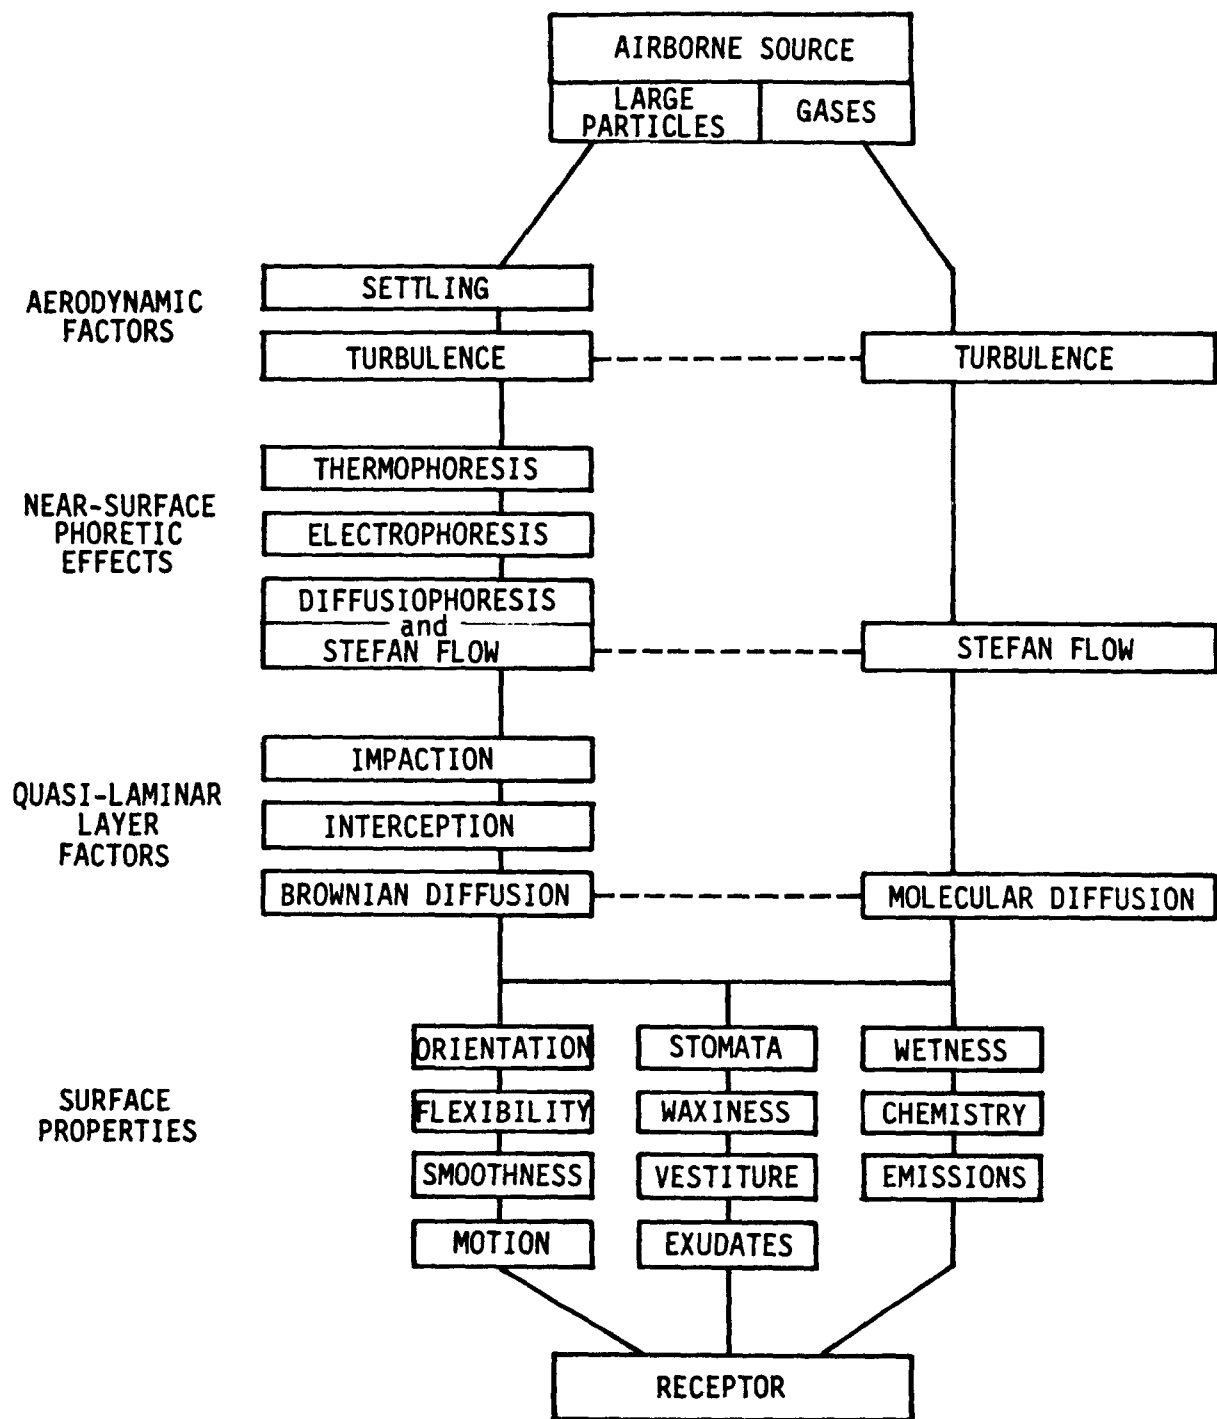 AIRBORNE SOURCE
LARGE
PARTICLES
GASES
AERODYNAMIC
FACTORS
SETTLING
TURBULENCE
TURBULENCE
NEAR-SURFACE
PHORETIC
EFFECTS
THERMOPHORESIS
ELECTROPHORESIS
DIFFUSIOPHORESIS
and
STEFAN FLOW
STEFAN FLOW
QUASI-LAMINAR
LAYER
FACTORS
IMPACTION
INTERCEPTION
BROWNIAN DIFFUSION
MOLECULAR DIFFUSION
SURFACE
PROPERTIES
ORIENTATION
FLEXIBILITY
SMOOTHNESS
MOTION
STOMATA
WAXINESS
VESTITURE
EXUDATES
WETNESS
CHEMISTRY
EMISSIONS
RECEPTOR